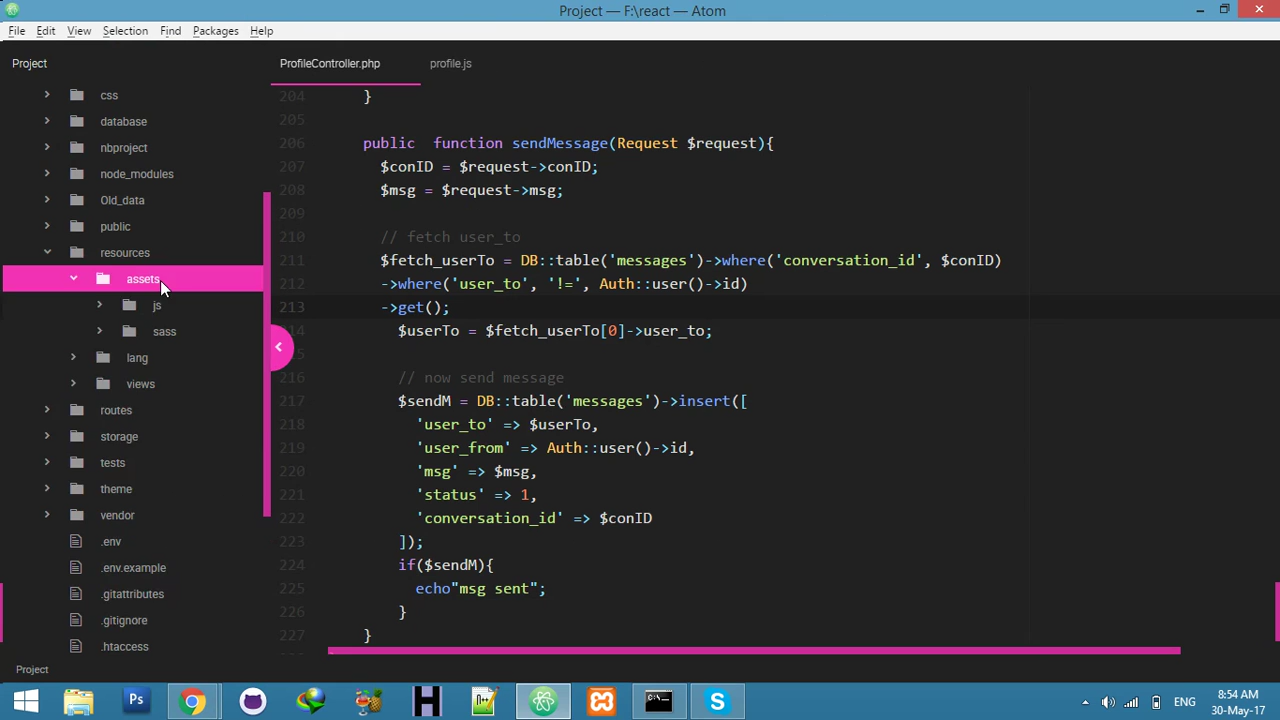 Project — F:\react — Atom
File Edit View Selection Find Packages Help
Project
ProfileController.php profile.js
css
database
nbproject
node_modules
Old_data
public
resources
assets
js
sass
lang
views
routes
storage
tests
theme
vendor
.env
.env.example
.gitattributes
.gitignore
.htaccess
204 }
205
206 public function sendMessage(Request $request){
207 $conID = $request->conID;
208 $msg = $request->msg;
209
210 // fetch user_to
211 $fetch_userTo = DB::table('messages')->where('conversation_id', $conID)
212 ->where('user_to', '!=', Auth::user()->id)
213 ->get();
14 $userTo = $fetch_userTo[0]->user_to;
216 // now send message
217 $sendM = DB::table('messages')->insert([
218 'user_to' => $userTo,
219 'user_from' => Auth::user()->id,
220 'msg' => $msg,
221 'status' => 1,
222 'conversation_id' => $conID
223 ]);
224 if($sendM){
225 echo"msg sent";
226 }
227 }
Project
Ps
H
n++
C:\_
S
ENG
8:54 AM
30-May-17